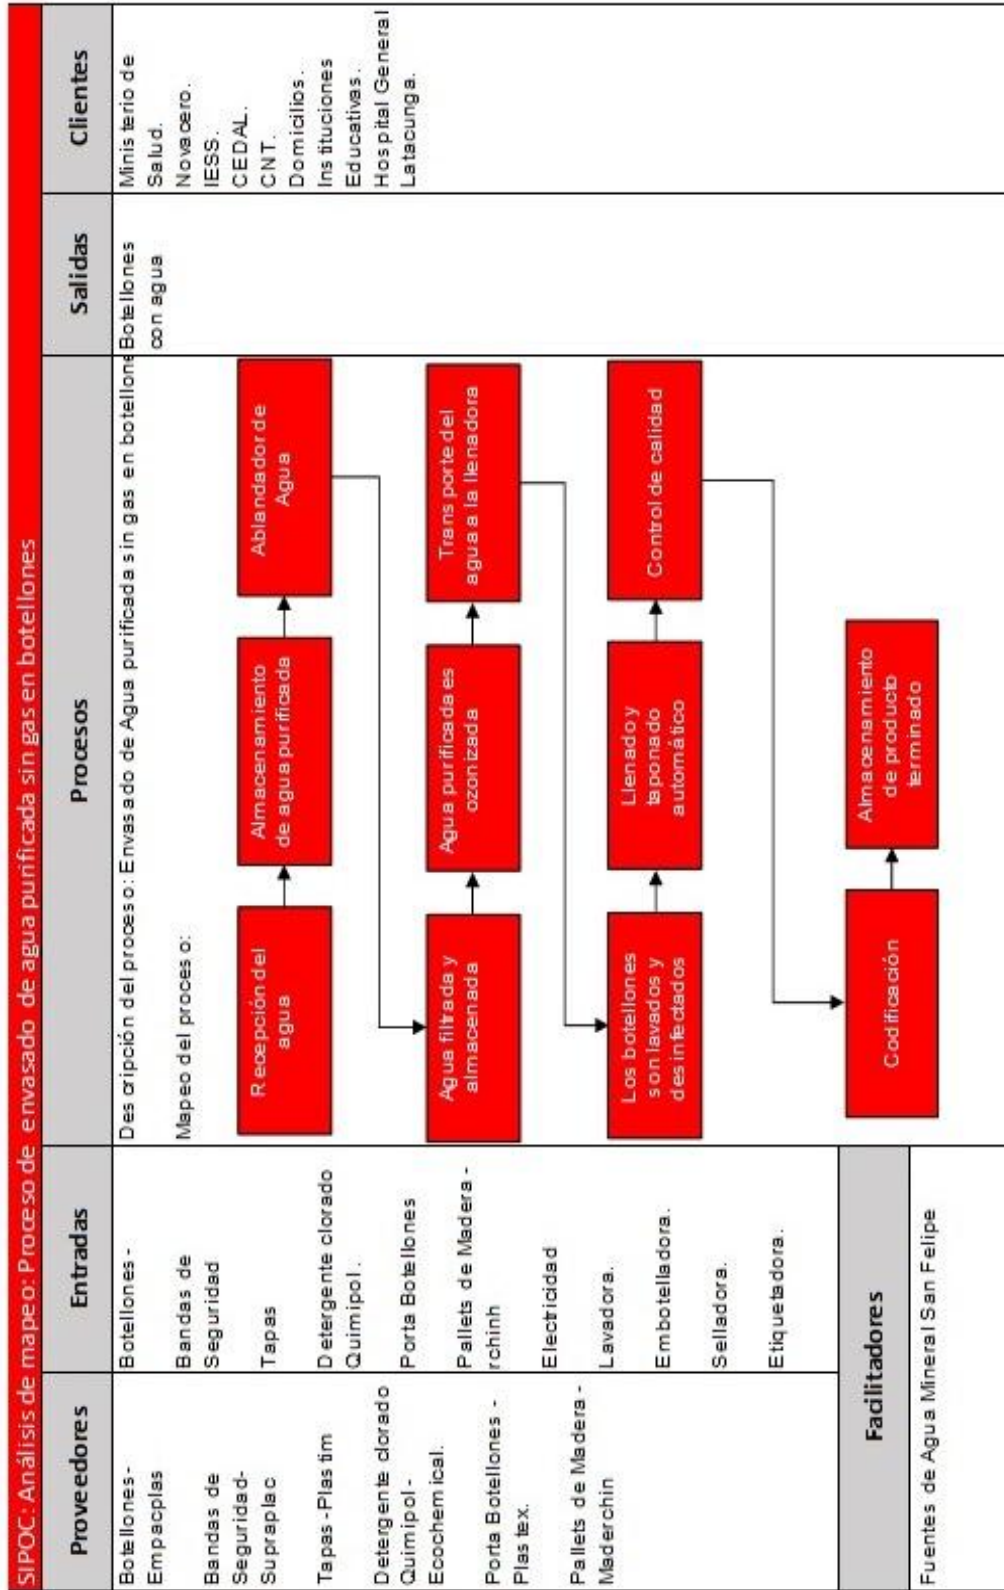 SIPOC: Análisis de mapeo: Proceso de envasado de agua purificada sin gas en botellones
Proveedores
Entradas
Procesos
Salidas
Clientes
Botellones -
Empacplas
Bandas de
Seguridad-
Supraplac
Tapas -Plastim
Detergente clorado
Quimipol -
Ecochemical.
Porta Botellones -
Plastex.
Pallets de Madera -
Maderchin
Botellones -
Bandas de
Seguridad
Tapas
Detergente clorado
Quimipol.
Porta Botellones
Pallets de Madera -
rchinh
Electricidad
Lavadora.
Embotelladora.
Selladora.
Etiquetadora.
Descripción del proceso: Envasado de Agua purificada sin gas en botellone
Mapeo del proceso:
Recepción del
agua
Almacenamiento
de agua purificada
Ablandador de
Agua
Agua filtrada y
almacenada
Agua purificada es
ozonizada
Transporte del
agua a la llenadora
Los botellones
son lavados y
desinfectados
Llenado y
taponado
automático
Control de calidad
Codificación
Almacenamiento
de producto
terminado
Botellones
con agua
Ministerio de
Salud.
Novacero.
IESS.
CEDAL.
CNT.
Domicilios.
Instituciones
Educativas.
Hospital General
Latacunga.
Facilitadores
Fuentes de Agua Mineral San Felipe